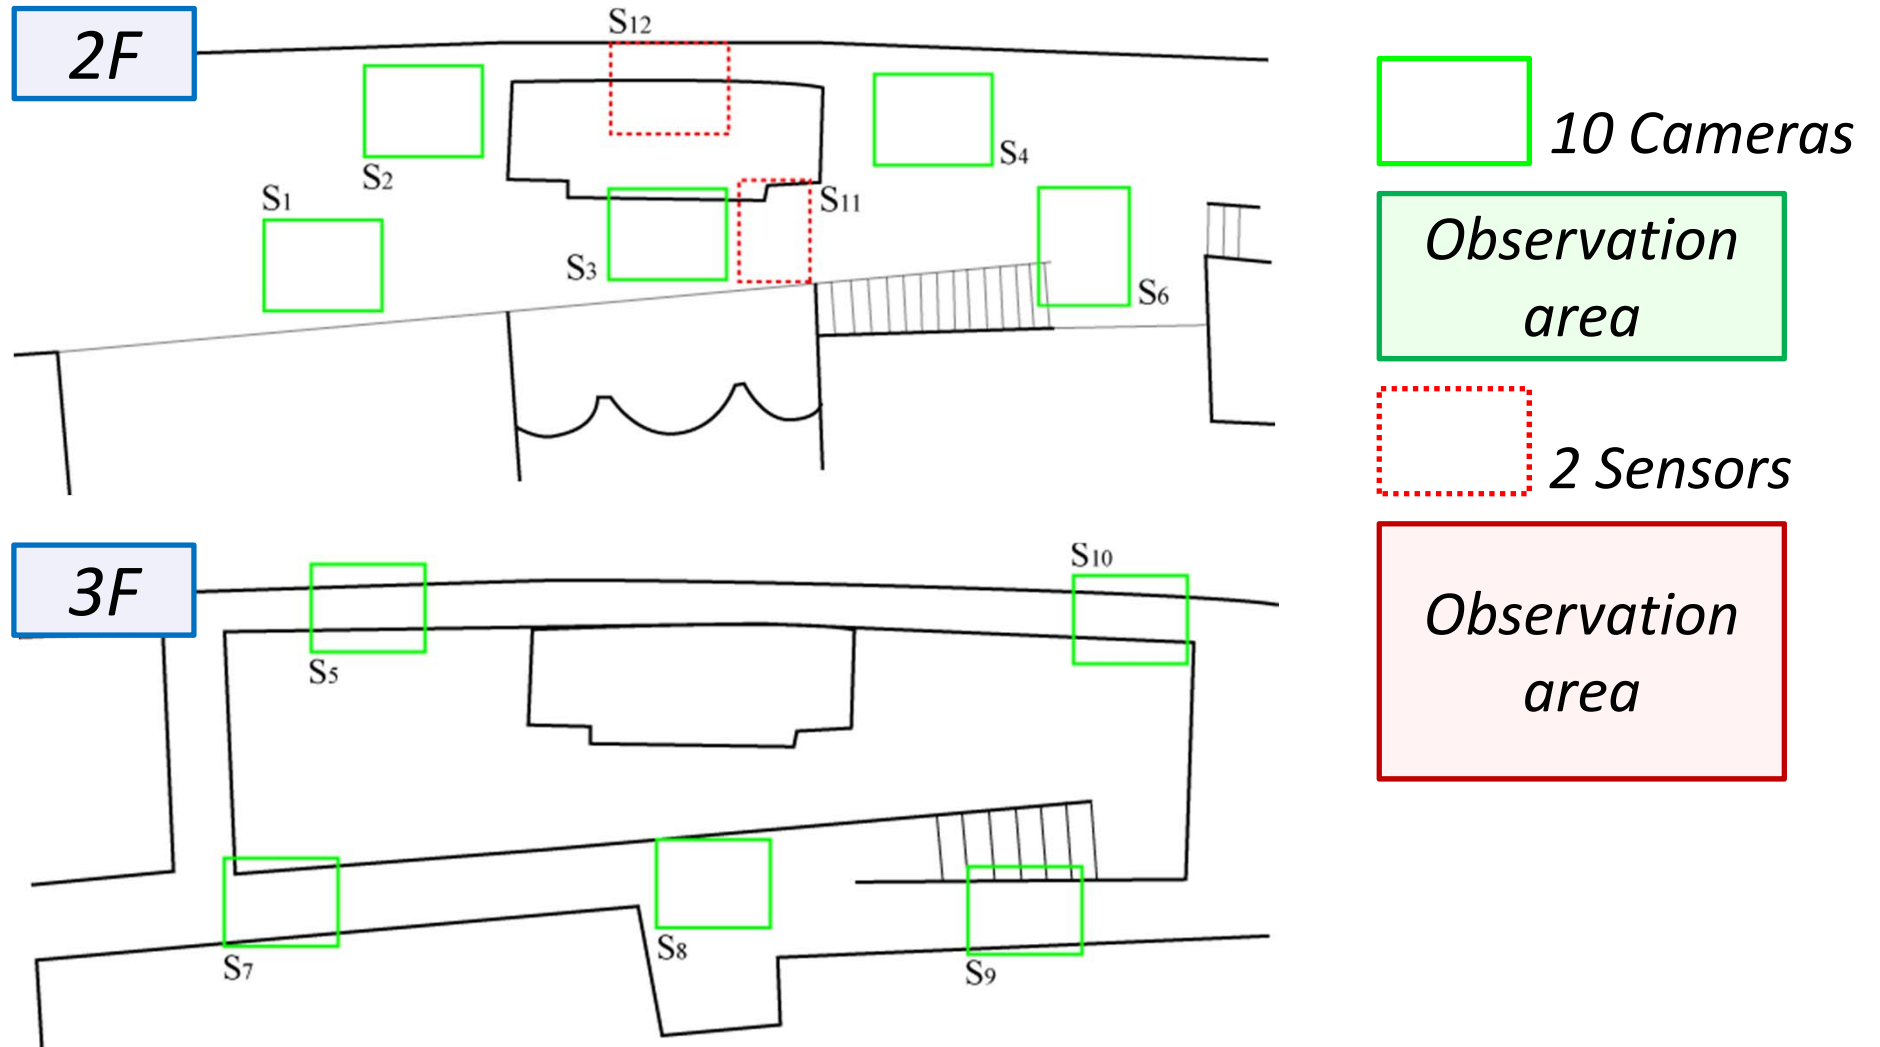 2F
S12
S2
S4
S1
S11
S3
S6
3F
S10
S5
S8
S7
S9
10 Cameras
Observation
area
2 Sensors
Observation
area